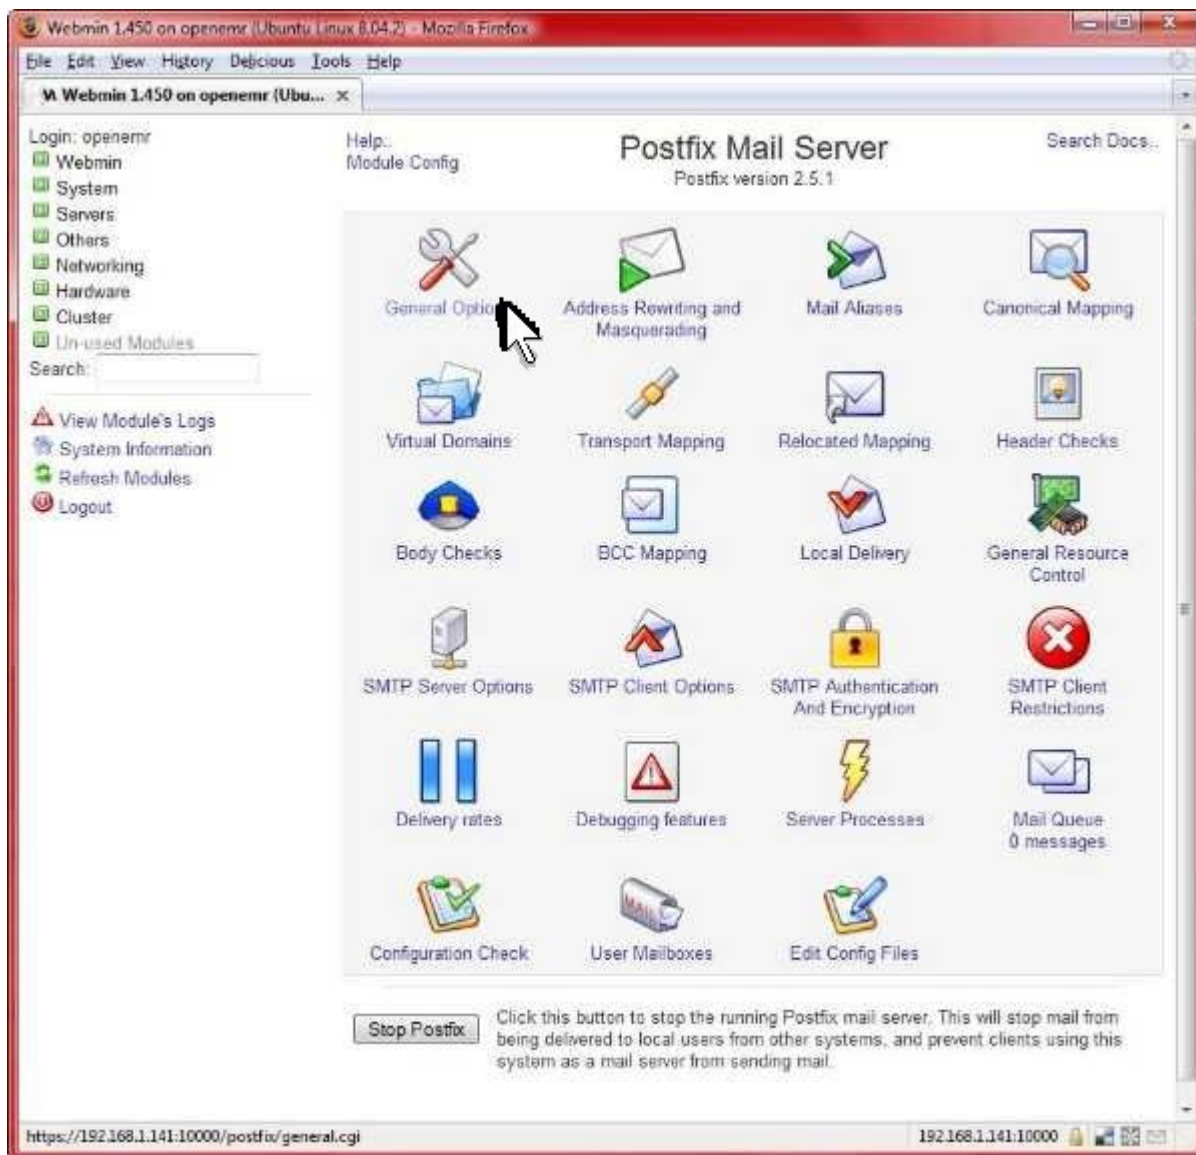 Webmin 1.450 on openemr (Ubuntu Linux 8.04.2) - Mozilla Firefox
File Edit View History Delicious Tools Help
Webmin 1.450 on openemr (Ubu...
Login: openemr
Webmin
System
Servers
Others
Networking
Hardware
Cluster
Un-used Modules
Search:
View Module's Logs
System Information
Refresh Modules
Logout
Help..
Module Config
Postfix Mail Server
Postfix version 2.5.1
Search Docs..
General Option
Address Rewriting and
Masquerading
Mail Aliases
Canonical Mapping
Virtual Domains
Transport Mapping
Relocated Mapping
Header Checks
Body Checks
BCC Mapping
Local Delivery
General Resource
Control
SMTP Server Options
SMTP Client Options
SMTP Authentication
And Encryption
SMTP Client
Restrictions
Delivery rates
Debugging features
Server Processes
Mail Queue
0 messages
Configuration Check
MAIL
User Mailboxes
Edit Config Files
Stop Postfix
Click this button to stop the running Postfix mail server. This will stop mail from
being delivered to local users from other systems, and prevent clients using this
system as a mail server from sending mail.
https://192.168.1.141:10000/postfix/general.cgi
192.168.1.141:10000